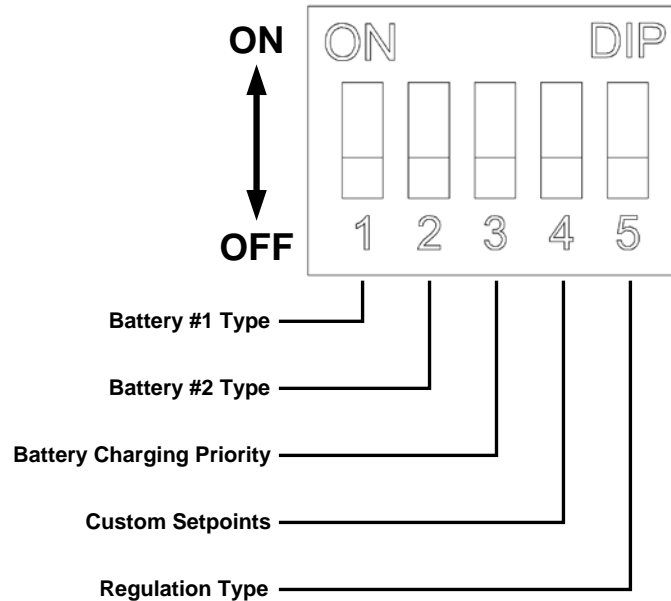 ON
ON DIP
OFF
1 2 3 4 5
Battery #1 Type
Battery #2 Type
Battery Charging Priority
Custom Setpoints
Regulation Type